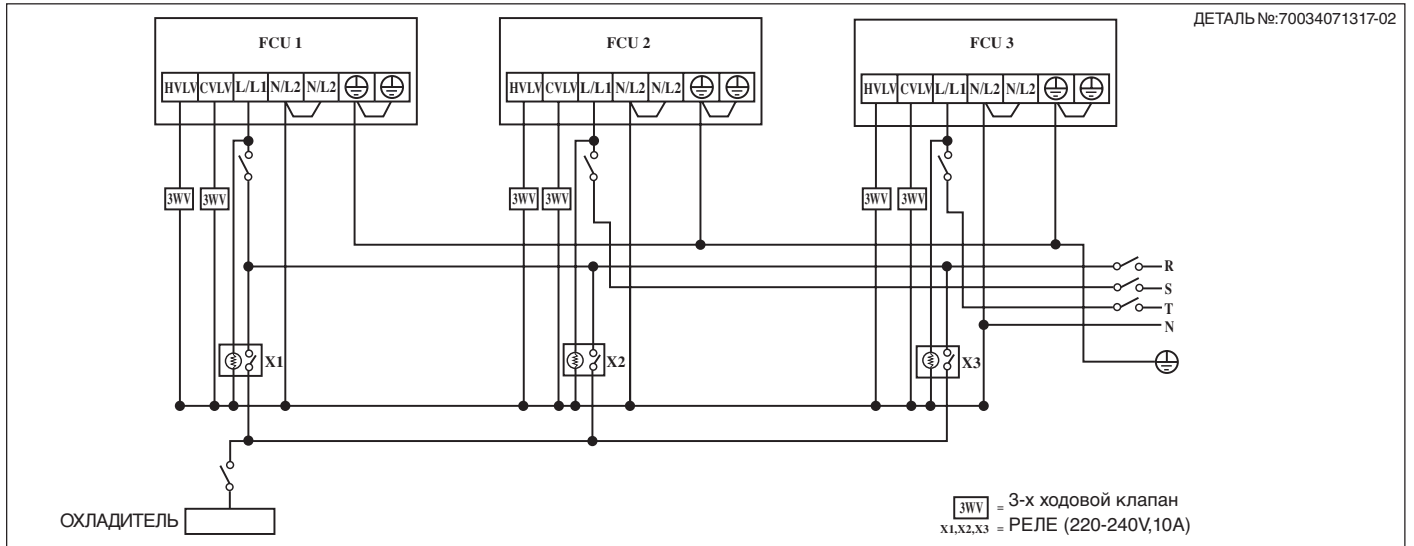 ДЕТАЛЬ №:70034071317-02
FCU 1
FCU 2
FCU 3
HVLV CVLV L/L1 N/L2 N/L2
HVLV CVLV L/L1 N/L2 N/L2
HVLV CVLV L/L1 N/L2 N/L2
3WV 3WV
3WV 3WV
3WV 3WV
R
S
T
N
X1
X2
X3
ОХЛАДИТЕЛЬ
3WV = 3-х ходовой клапан
X1,X2,X3 = РЕЛЕ (220-240V,10A)